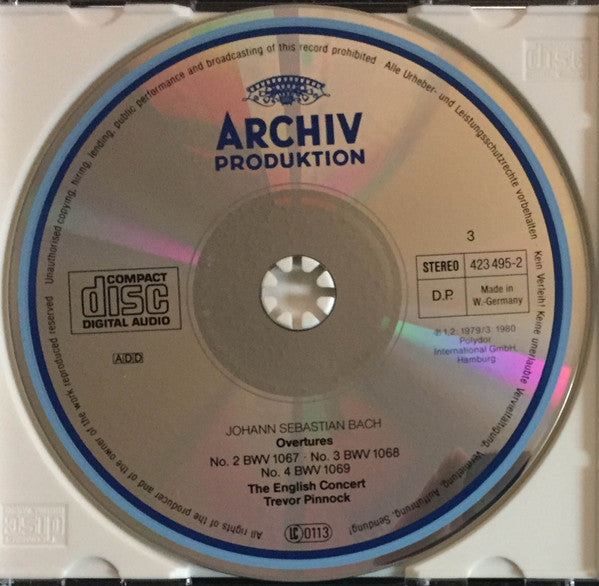 Unauthorised copying, hiring, lending, public performance and broadcasting of this record prohibited
Alle Urheber- und Leistungsschutzrechte vorbehalten
Kein Verleih! Keine unerlaubte Vervielfältigung, Vermietung, Aufführung, Sendung!
All rights of the producer and of the owner of the work reproduced reserved
ARCHIV
PRODUKTION
3
STEREO 423 495-2
D.P. Made in
W.-Germany
COMPACT
disc
DIGITAL AUDIO
ADD
℗ 1,2: 1979/3: 1980
Polydor
International GmbH,
Hamburg
JOHANN SEBASTIAN BACH
Overtures
No. 2 BWV 1067 · No. 3 BWV 1068
No. 4 BWV 1069
The English Concert
Trevor Pinnock
LC 0113
disc